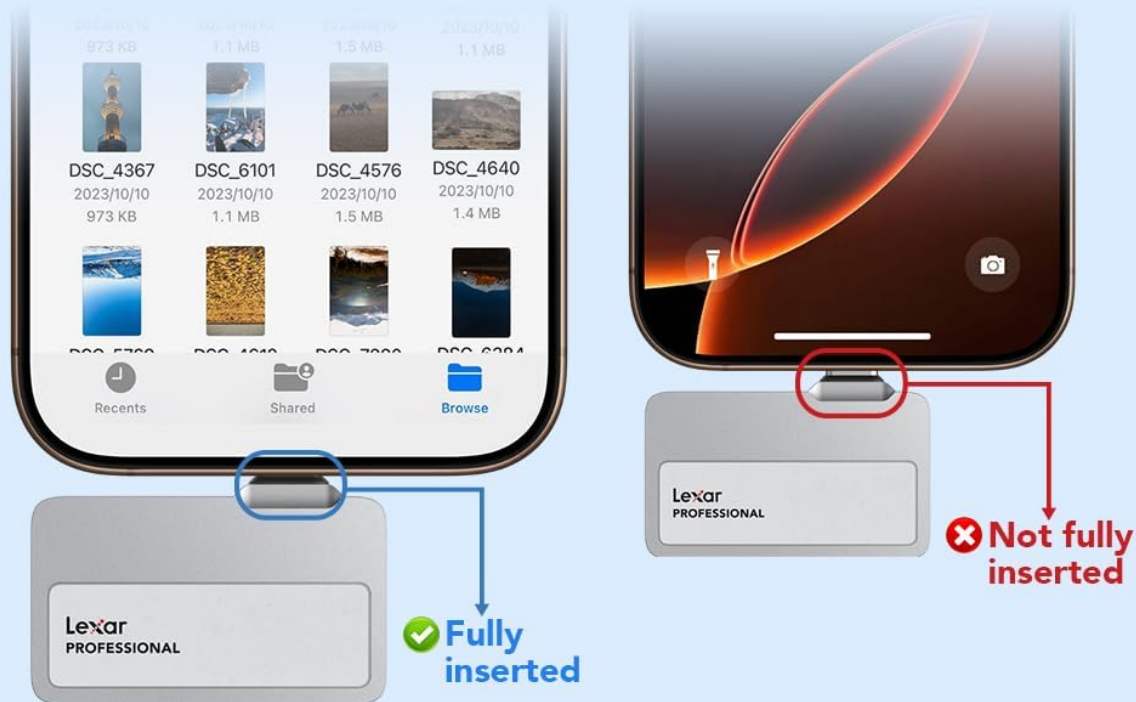 973 KB 1.1 MB 1.5 MB 1.1 MB
DSC_4367 DSC_6101 DSC_4576 DSC_4640
2023/10/10 2023/10/10 2023/10/10 2023/10/10
973 KB 1.1 MB 1.5 MB 1.4 MB
Recents Shared Browse
Lexar
PROFESSIONAL
Fully
inserted
Lexar
PROFESSIONAL
Not fully
inserted